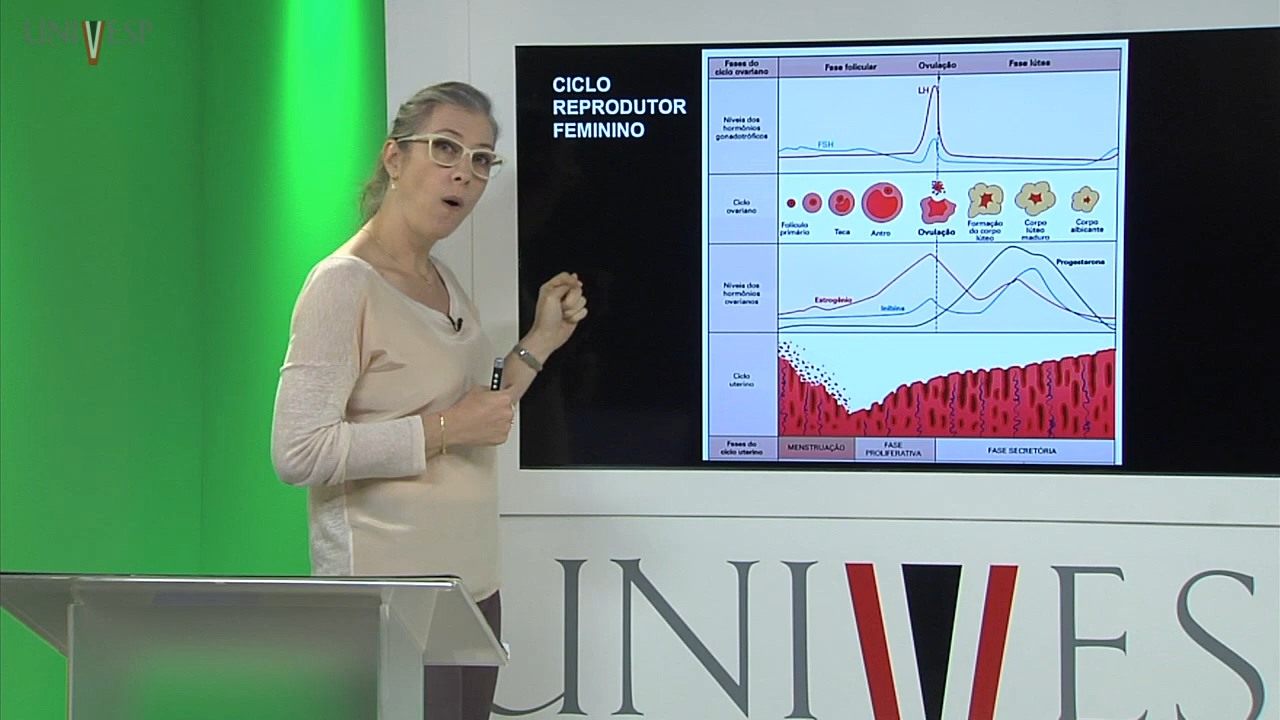 UNIVESP
CICLO
REPRODUTOR
FEMININO
Fases do
ciclo ovariano
Fase folicular
Ovulação
Fase lútea
Níveis dos
hormônios
gonadotróficos
LH
FSH
Ciclo
ovariano
Folículo
primário
Teca
Antro
Ovulação
Formação
do corpo
lúteo
Corpo
lúteo
maduro
Corpo
albicante
Níveis dos
hormônios
ovarianos
Estrogênio
Inibina
Progesterona
Ciclo
uterino
Fases do
ciclo uterino
MENSTRUAÇÃO
FASE
PROLIFERATIVA
FASE SECRETÓRIA
UNIVESP